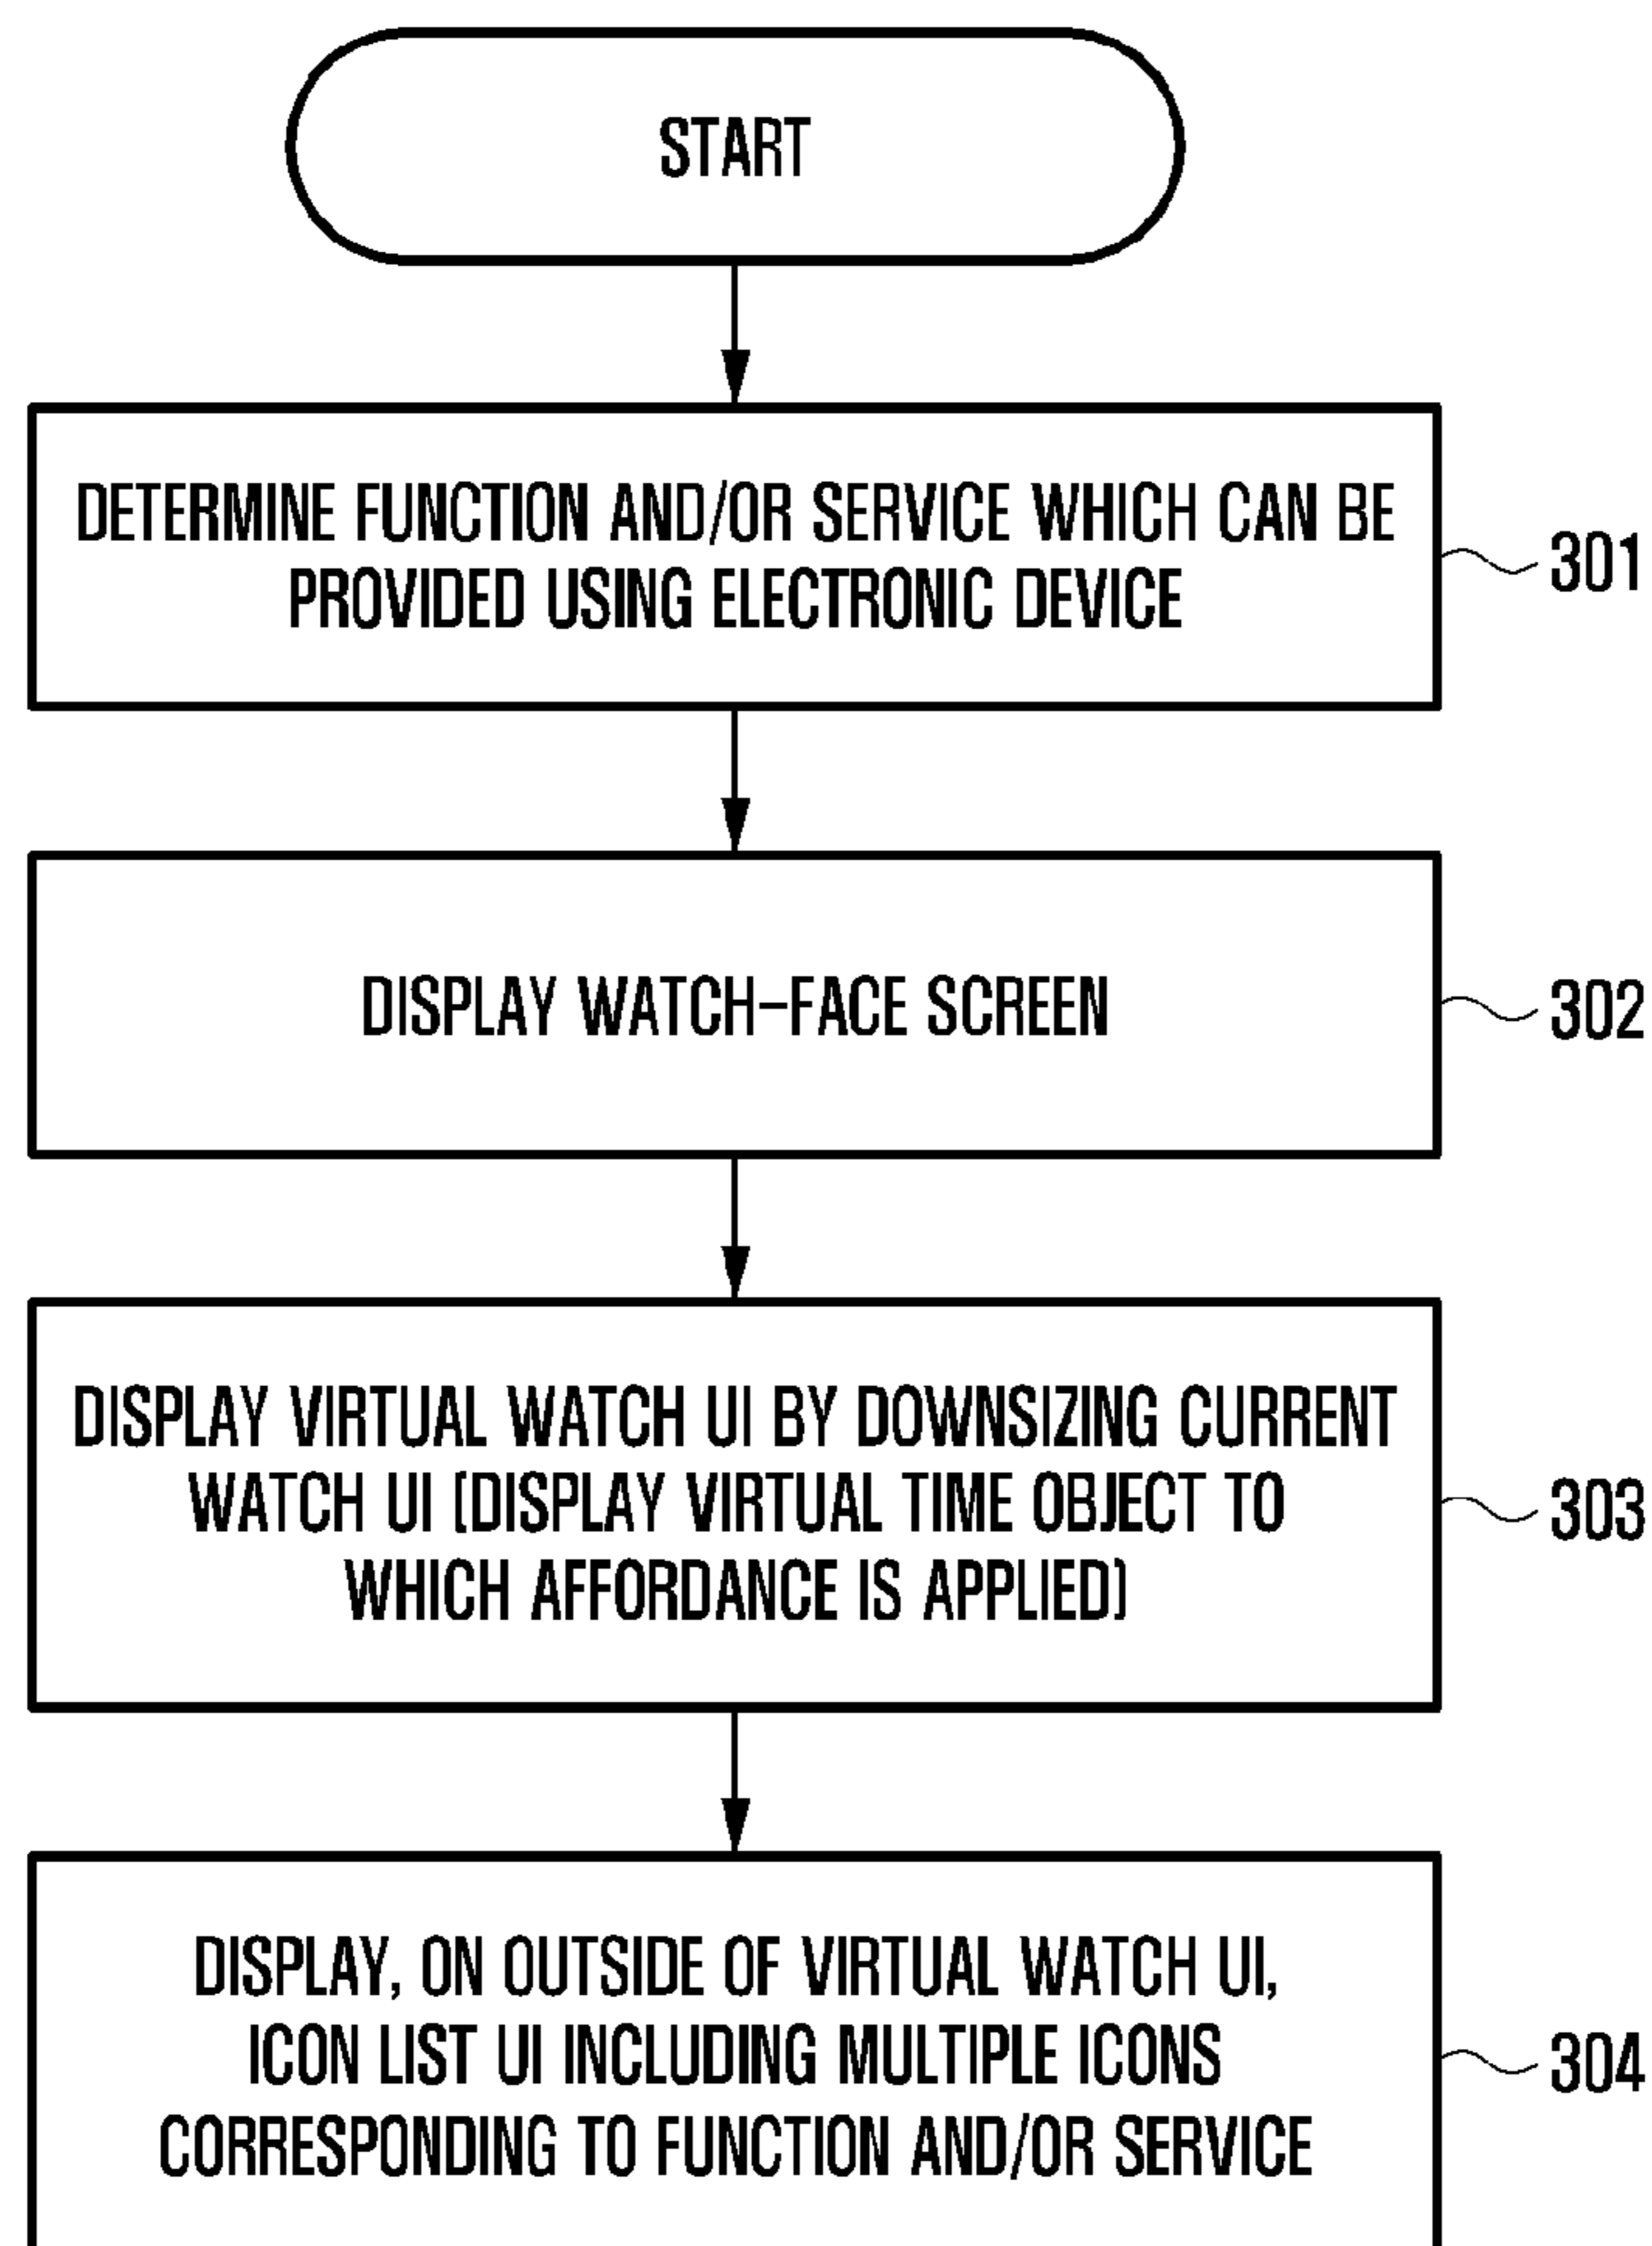 START
DETERMINE FUNCTION AND/OR SERVICE WHICH CAN BE
PROVIDED USING ELECTRONIC DEVICE
301
DISPLAY WATCH-FACE SCREEN
302
DISPLAY VIRTUAL WATCH UI BY DOWNSIZING CURRENT
WATCH UI (DISPLAY VIRTUAL TIME OBJECT TO
WHICH AFFORDANCE IS APPLIED)
303
DISPLAY, ON OUTSIDE OF VIRTUAL WATCH UI,
ICON LIST UI INCLUDING MULTIPLE ICONS
CORRESPONDING TO FUNCTION AND/OR SERVICE
304